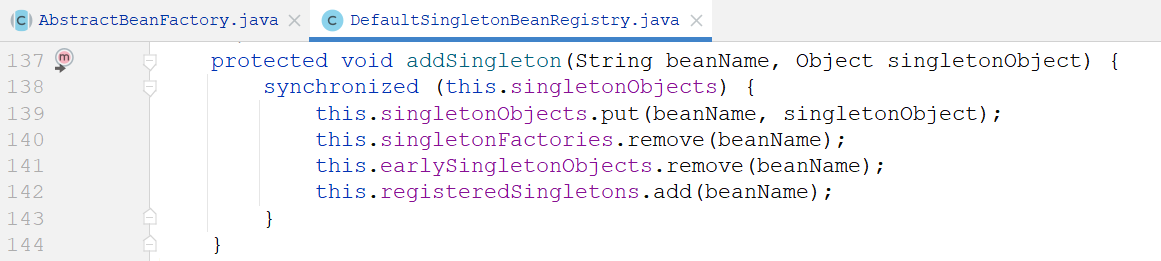 AbstractBeanFactory.java DefaultSingletonBeanRegistry.java
137 protected void addSingleton(String beanName, Object singletonObject) {
138 synchronized (this.singletonObjects) {
139 this.singletonObjects.put(beanName, singletonObject);
140 this.singletonFactories.remove(beanName);
141 this.earlySingletonObjects.remove(beanName);
142 this.registeredSingletons.add(beanName);
143 }
144 }